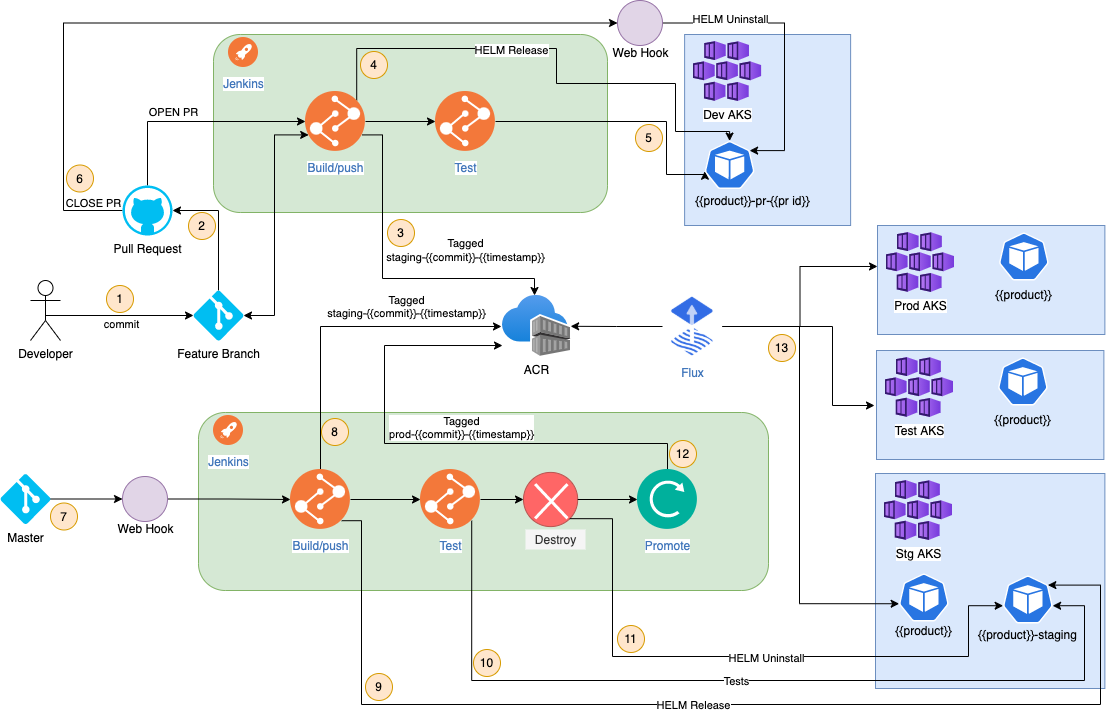 HELM Uninstall
Web Hook
Jenkins
4
HELM Release
Dev AKS
OPEN PR
Build/push
Test
5
{{product}}-pr-{{pr id}}
6
CLOSE PR
Pull Request
2
3
Tagged
staging-{{commit}}-{{timestamp}}
Developer
1
commit
Feature Branch
Tagged
staging-{{commit}}-{{timestamp}}
ACR
Flux
13
Prod AKS
{{product}}
Test AKS
{{product}}
Jenkins
8
Tagged
prod-{{commit}}-{{timestamp}}
12
Master
7
Web Hook
Build/push
Test
Destroy
Promote
Stg AKS
{{product}}
{{product}}-staging
11
HELM Uninstall
10
Tests
9
HELM Release